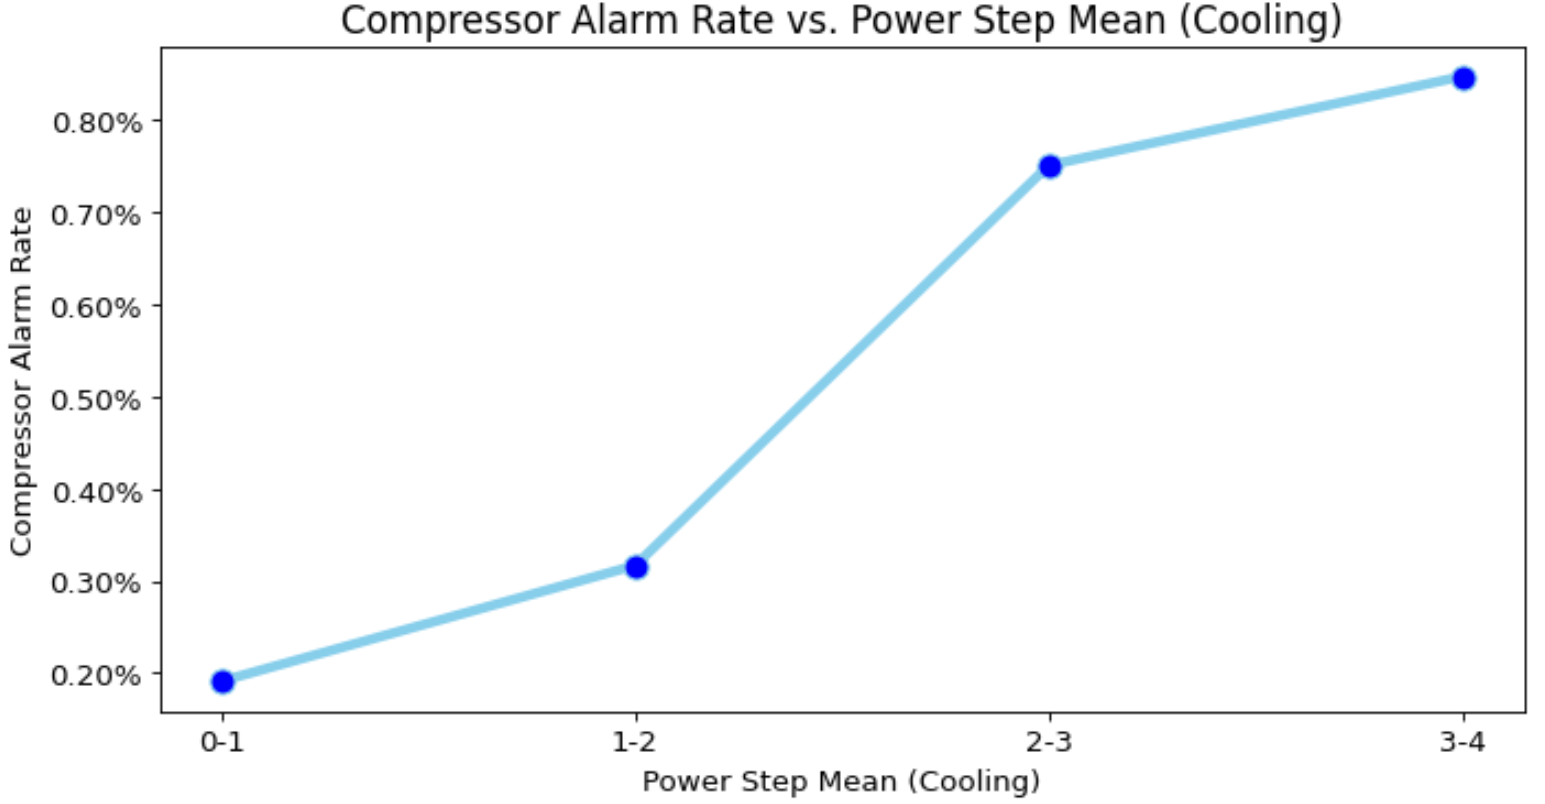 Compressor Alarm Rate vs. Power Step Mean (Cooling)
Compressor Alarm Rate
0.80%
0.70%
0.60%
0.50%
0.40%
0.30%
0.20%
0-1 1-2 2-3 3-4
Power Step Mean (Cooling)